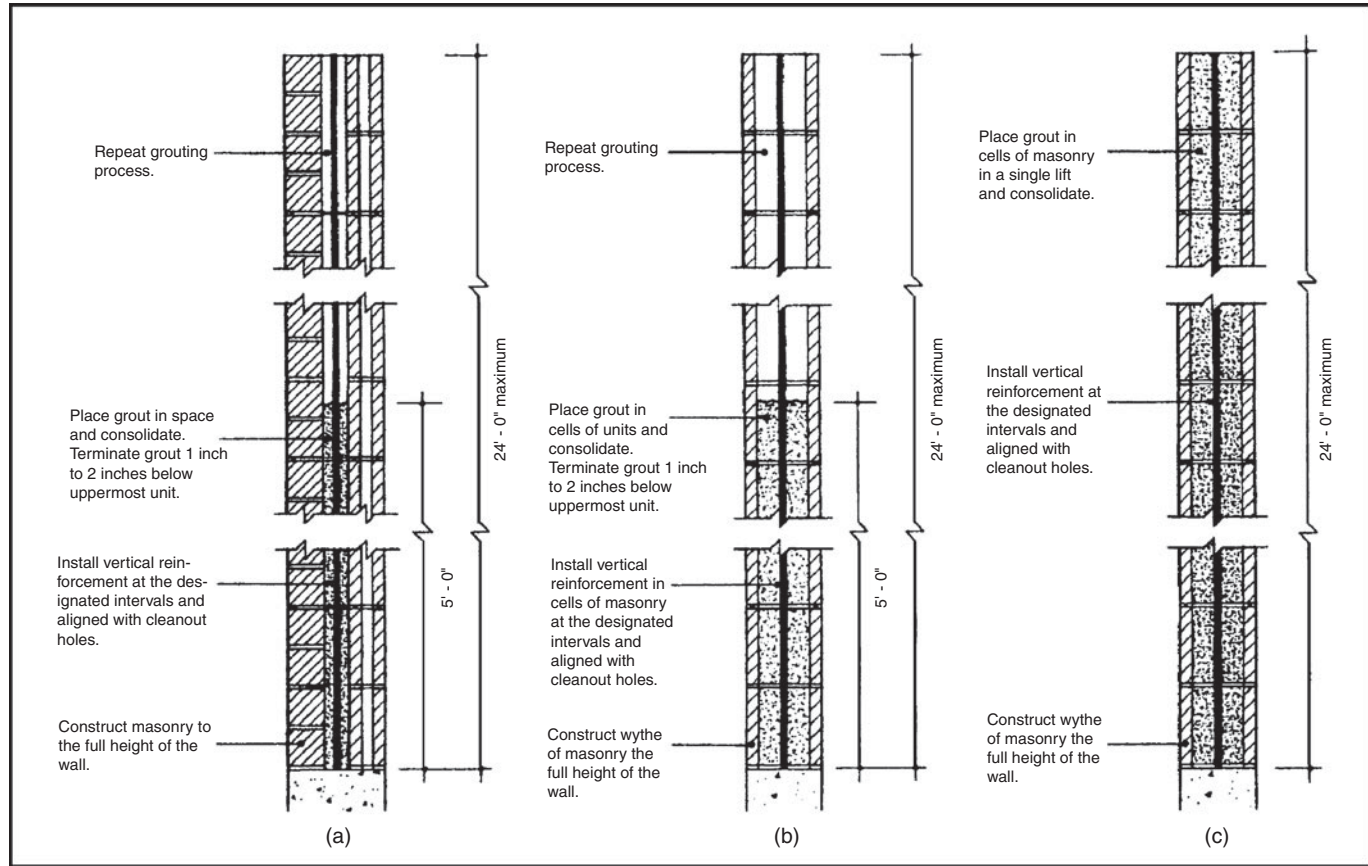 Repeat grouting
process.
Place grout in space
and consolidate.
Terminate grout 1 inch
to 2 inches below
uppermost unit.
Install vertical rein-
forcement at the des-
ignated intervals and
aligned with cleanout
holes.
Construct masonry to
the full height of the
wall.
5' - 0"
24' - 0" maximum
(a)
Repeat grouting
process.
Place grout in
cells of units and
consolidate.
Terminate grout 1 inch
to 2 inches below
uppermost unit.
Install vertical
reinforcement in
cells of masonry
at the designated
intervals and
aligned with
cleanout holes.
Construct wythe
of masonry the
full height of the
wall.
5' - 0"
24' - 0" maximum
(b)
Place grout in
cells of masonry
in a single lift
and consolidate.
Install vertical
reinforcement at
the designated
intervals and
aligned with
cleanout holes.
Construct wythe
of masonry the
full height of the
wall.
24' - 0" maximum
(c)